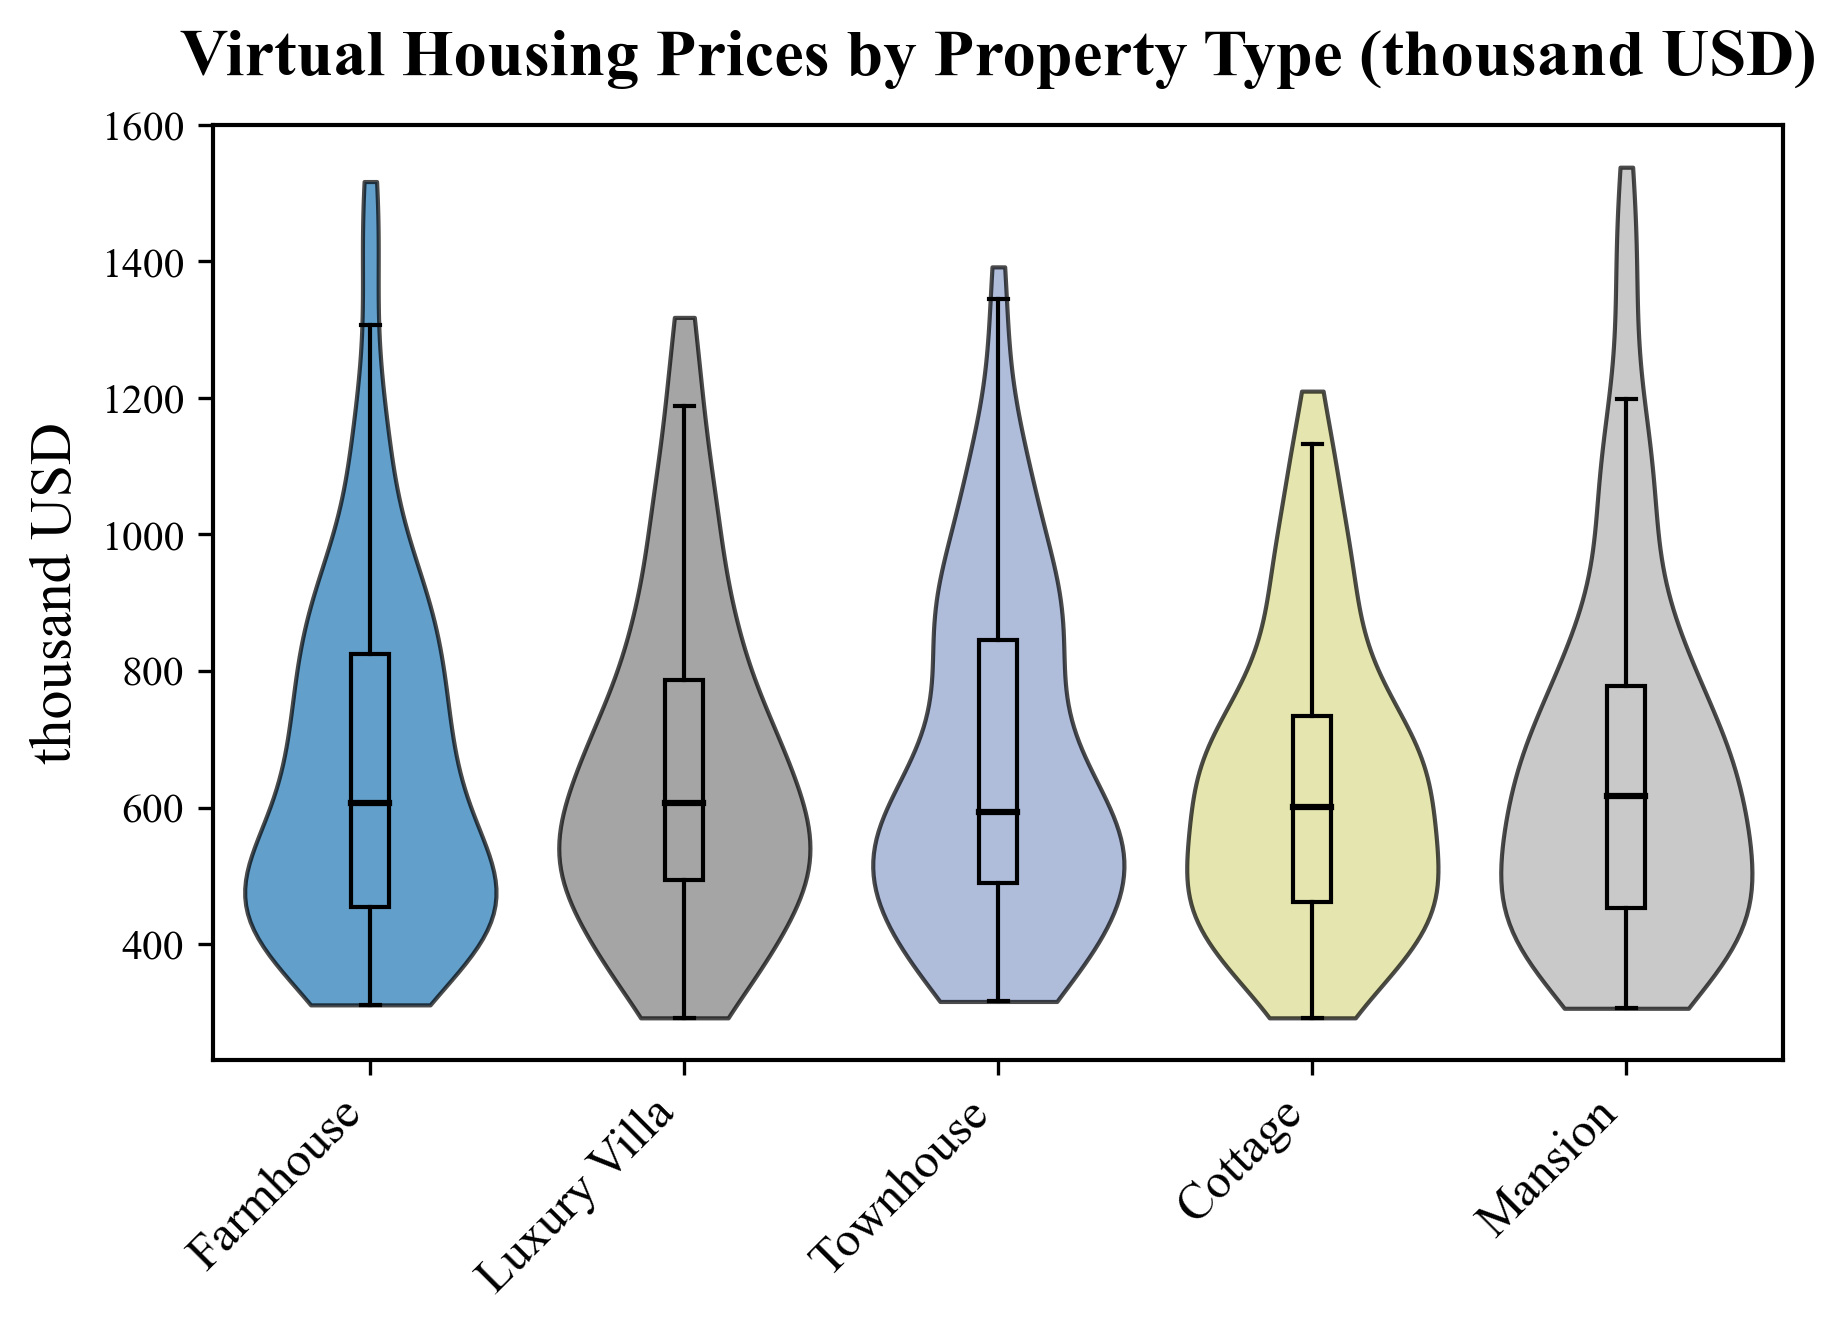 Virtual Housing Prices by Property Type (thousand USD)
thousand USD
1600
1400
1200
1000
800
600
400
Farmhouse
Luxury Villa
Townhouse
Cottage
Mansion